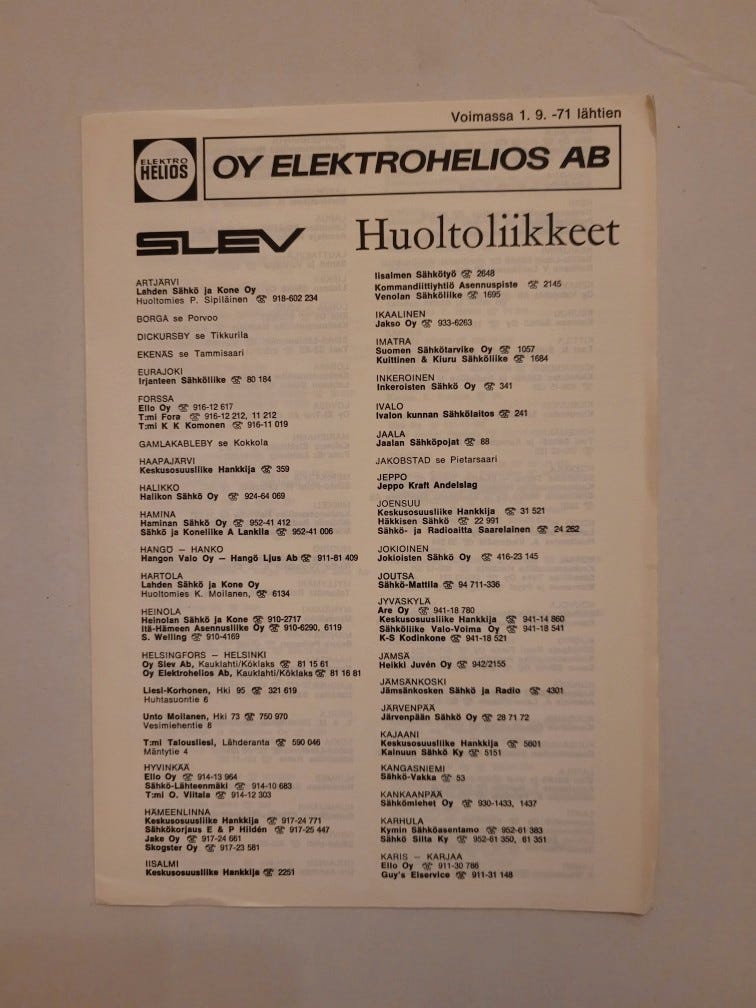 Voimassa 1. 9. -71 lähtien
ELEKTRO
HELIOS
OY ELEKTROHELIOS AB
SLEV
Huoltoliikkeet
ARTJÄRVI
Lahden Sähkö ja Kone Oy
Huoltomies P. Sipiläinen ☎ 918-602 234
BORGÅ se Porvoo
DICKURSBY se Tikkurila
EKENÄS se Tammisaari
EURAJOKI
Irjanteen Sähköliike ☎ 80 184
FORSSA
Ello Oy ☎ 916-12 617
T:mi Fora ☎ 916-12 212, 11 212
T:mi K K Komonen ☎ 916-11 019
GAMLAKABLEBY se Kokkola
HAAPAJÄRVI
Keskusosuusliike Hankkija ☎ 359
HALIKKO
Halikon Sähkö Oy ☎ 924-64 069
HAMINA
Haminan Sähkö Oy ☎ 952-41 412
Sähkö ja Koneliike A Lankila ☎ 952-41 006
HANGÖ — HANKO
Hangon Valo Oy — Hangö Ljus Ab ☎ 911-81 409
HARTOLA
Lahden Sähkö ja Kone Oy
Huoltomies K. Moilanen, ☎ 6134
HEINOLA
Heinolan Sähkö ja Kone ☎ 910-2717
Itä-Hämeen Asennusliike Oy ☎ 910-6290, 6119
S. Welling ☎ 910-4169
HELSINGFORS — HELSINKI
Oy Slev Ab, Kauklahti/Köklaks ☎ 81 15 61
Oy Elektrohelios Ab, Kauklahti/Köklaks ☎ 81 16 81
Liesi-Korhonen, Hki 95 ☎ 321 619
Huhtasuontie 6
Unto Moilanen, Hki 73 ☎ 750 970
Vesimiehentie 6
T:mi Talousliesi, Lähderanta ☎ 590 046
Mäntytie 4
HYVINKÄÄ
Ello Oy ☎ 914-13 964
Sähkö-Lähteenmäki ☎ 914-10 683
T:mi O. Viitala ☎ 914-12 303
HÄMEENLINNA
Keskusosuusliike Hankkija ☎ 917-24 771
Sähkökorjaus E & P Hildén ☎ 917-25 447
Jake Oy ☎ 917-24 661
Skogster Oy ☎ 917-23 581
IISALMI
Keskusosuusliike Hankkija ☎ 2251
Iisalmen Sähkötyö ☎ 2648
Kommandiittiyhtiö Asennuspiste ☎ 2145
Venolan Sähköliike ☎ 1695
IKAALINEN
Jakso Oy ☎ 933-6263
IMATRA
Suomen Sähkötarvike Oy ☎ 1057
Kuittinen & Kiuru Sähköliike ☎ 1684
INKEROINEN
Inkeroisten Sähkö Oy ☎ 341
IVALO
Ivalon kunnan Sähkölaitos ☎ 241
JAALA
Jaalan Sähköpojat ☎ 88
JAKOBSTAD se Pietarsaari
JEPPO
Jeppo Kraft Andelslag
JOENSUU
Keskusosuusliike Hankkija ☎ 31 521
Häkkisen Sähkö ☎ 22 991
Sähkö- ja Radioaitta Saarelainen ☎ 24 262
JOKIOINEN
Jokioisten Sähkö Oy ☎ 416-23 145
JOUTSA
Sähkö-Mattila ☎ 94 711-336
JYVÄSKYLÄ
Are Oy ☎ 941-18 780
Keskusosuusliike Hankkija ☎ 941-14 860
Sähköliike Valo-Voima Oy ☎ 941-18 541
K-S Kodinkone ☎ 941-18 521
JÄMSÄ
Heikki Juvén Oy ☎ 942/2155
JÄMSÄNKOSKI
Jämsänkosken Sähkö ja Radio ☎ 4301
JÄRVENPÄÄ
Järvenpään Sähkö Oy ☎ 28 71 72
KAJAANI
Keskusosuusliike Hankkija ☎ 5601
Kainuun Sähkö Ky ☎ 5151
KANGASNIEMI
Sähkö-Vakka ☎ 53
KANKAANPÄÄ
Sähkömiehet Oy ☎ 930-1433, 1437
KARHULA
Kymin Sähköasentamo ☎ 952-61 383
Sähkö Silta Ky ☎ 952-61 350, 61 351
KARIS — KARJAA
Ello Oy ☎ 911-30 786
Guy's Elservice ☎ 911-31 148